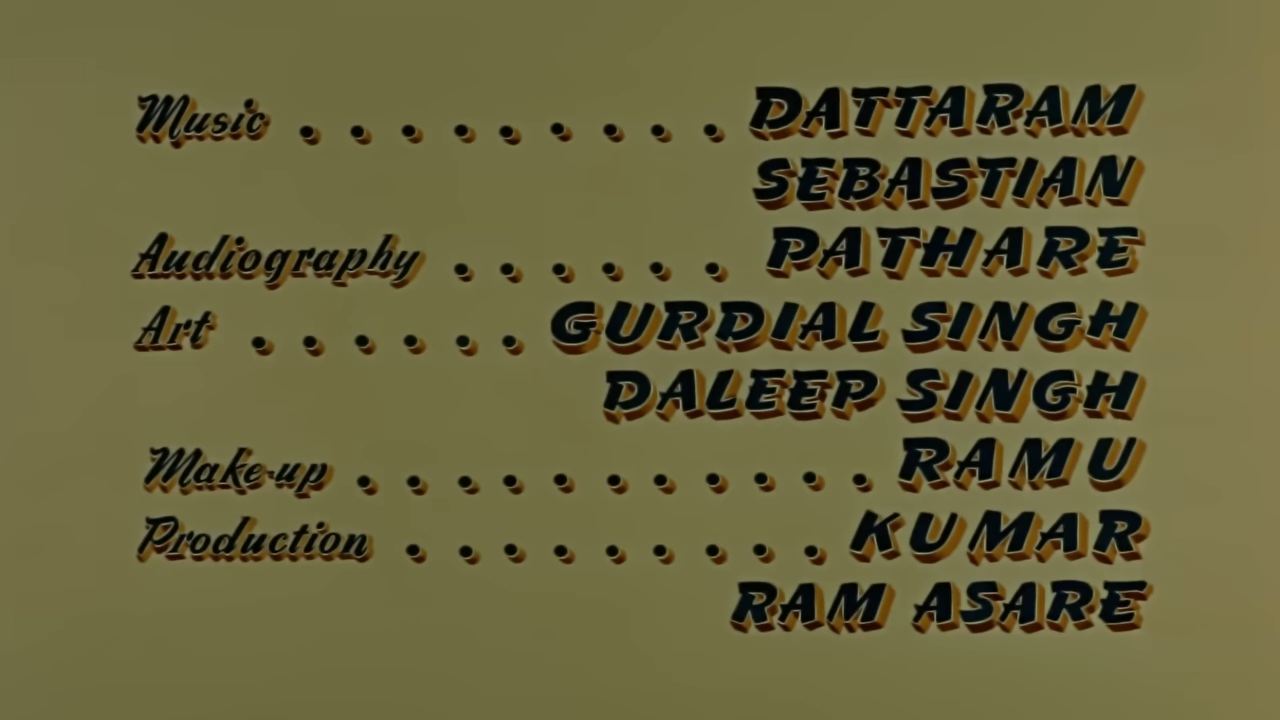 Music . . . . . . . . . DATTARAM
SEBASTIAN
Audiography . . . . . . PATHARE
Art . . . . . . GURDIAL SINGH
DALEEP SINGH
Make-up . . . . . . . . . . . RAMU
Production . . . . . . . . . KUMAR
RAM ASARE